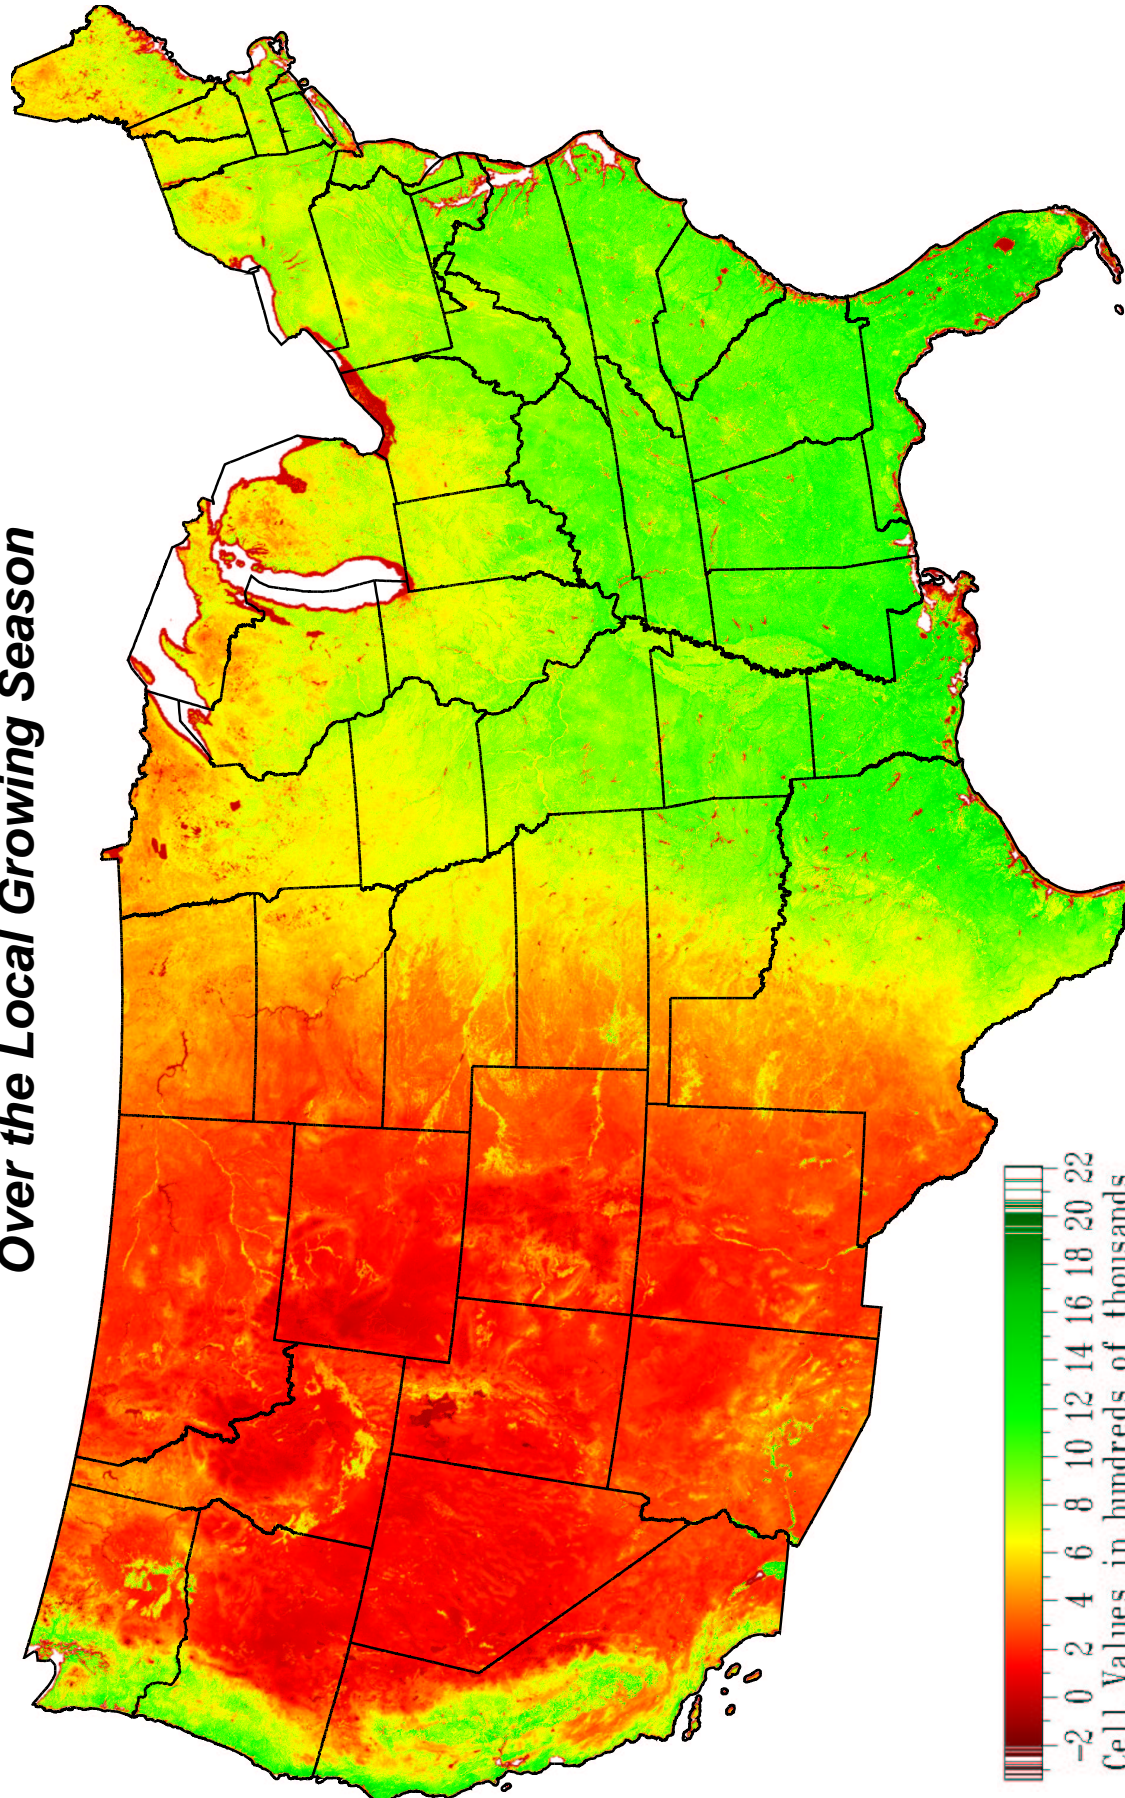 Over the Local Growing Season
-2 0 2 4 6 8 10 12 14 16 18 20 22
Cell Values in hundreds of thousands